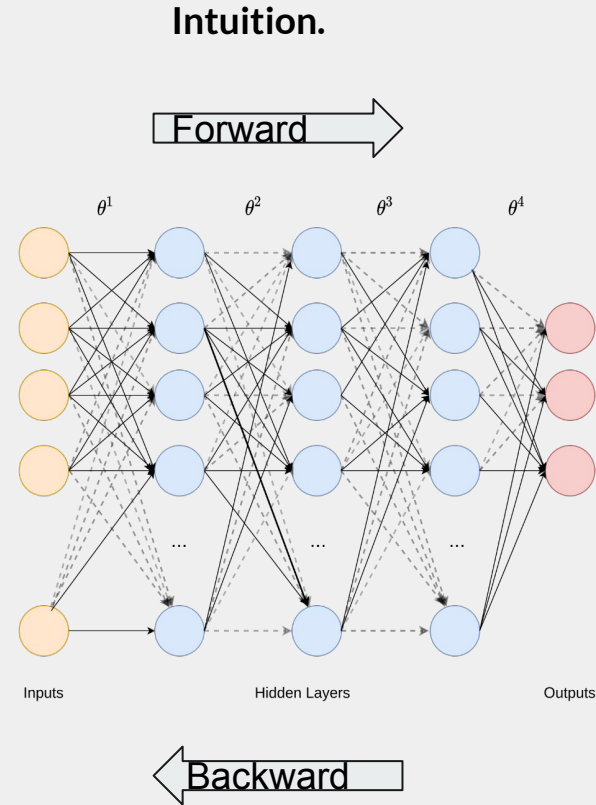 Intuition.
Forward
θ¹ θ² θ³ θ⁴
... ... ...
Inputs Hidden Layers Outputs
Backward